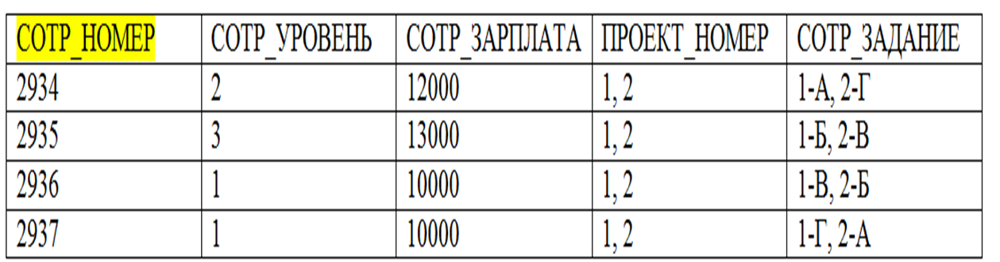 СОТР_НОМЕР СОТР_УРОВЕНЬ СОТР_ЗАРПЛАТА ПРОЕКТ_НОМЕР СОТР_ЗАДАНИЕ
2934 2 12000 1, 2 1-А, 2-Г
2935 3 13000 1, 2 1-Б, 2-В
2936 1 10000 1, 2 1-В, 2-Б
2937 1 10000 1, 2 1-Г, 2-А